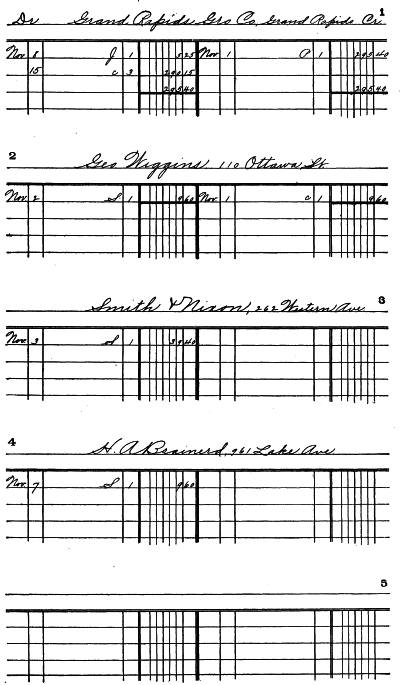 1
Dr Grand Rapids Gro Co, Grand Rapids Cr.
Nov 8 J 1 5 25 Nov 1 P 1 295 40
15 C 3 290 15
295 40 295 40
2
Geo Wiggins, 110 Ottawa St.
Nov 2 S 1 9 60 Nov 1 C 1 9 60
Smith & Nixon, 262 Western Ave 3
Nov 3 S 1 39 40
4
H. A Brainerd, 961 Lake Ave
Nov 7 S 1 9 60
5